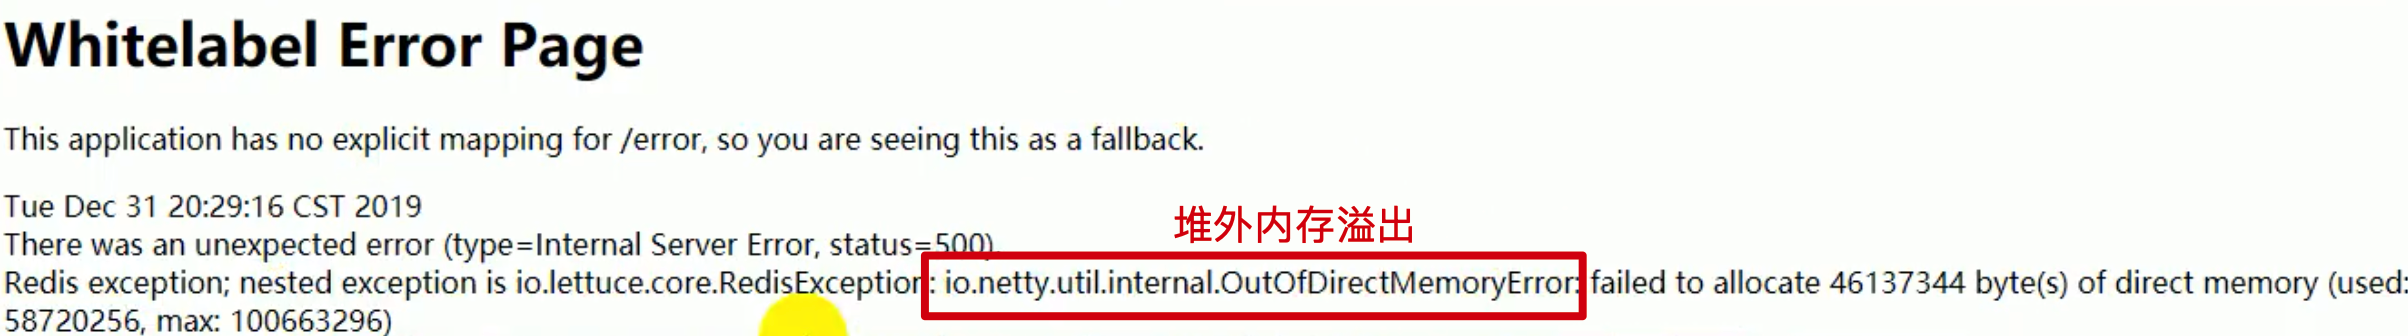 Whitelabel Error Page
This application has no explicit mapping for /error, so you are seeing this as a fallback.
Tue Dec 31 20:29:16 CST 2019
堆外内存溢出
There was an unexpected error (type=Internal Server Error, status=500).
Redis exception; nested exception is io.lettuce.core.RedisException: io.netty.util.internal.OutOfDirectMemoryError: failed to allocate 46137344 byte(s) of direct memory (used:
58720256, max: 100663296)